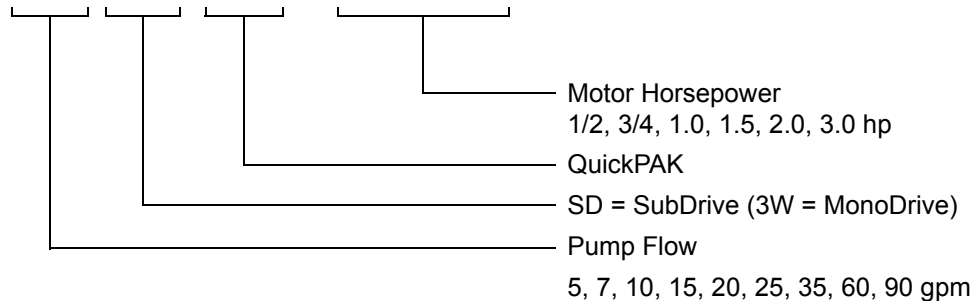 Motor Horsepower
1/2, 3/4, 1.0, 1.5, 2.0, 3.0 hp
QuickPAK
SD = SubDrive (3W = MonoDrive)
Pump Flow
5, 7, 10, 15, 20, 25, 35, 60, 90 gpm